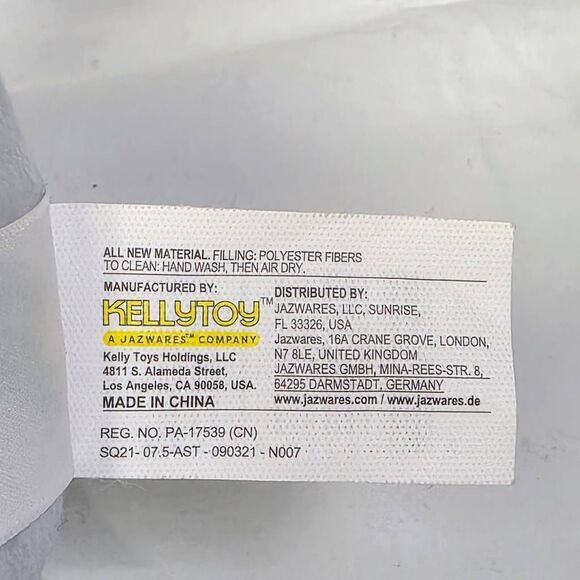 ALL NEW MATERIAL. FILLING: POLYESTER FIBERS
TO CLEAN: HAND WASH, THEN AIR DRY.
MANUFACTURED BY:
KELLYTOY™
A JAZWARES™ COMPANY
Kelly Toys Holdings, LLC
4811 S. Alameda Street,
Los Angeles, CA 90058, USA.
MADE IN CHINA
DISTRIBUTED BY:
JAZWARES, LLC, SUNRISE,
FL 33326, USA
Jazwares, 16A CRANE GROVE, LONDON,
N7 8LE, UNITED KINGDOM
JAZWARES GMBH, MINA-REES-STR. 8,
64295 DARMSTADT, GERMANY
www.jazwares.com / www.jazwares.de
REG. NO. PA-17539 (CN)
SQ21- 07.5-AST - 090321 - N007